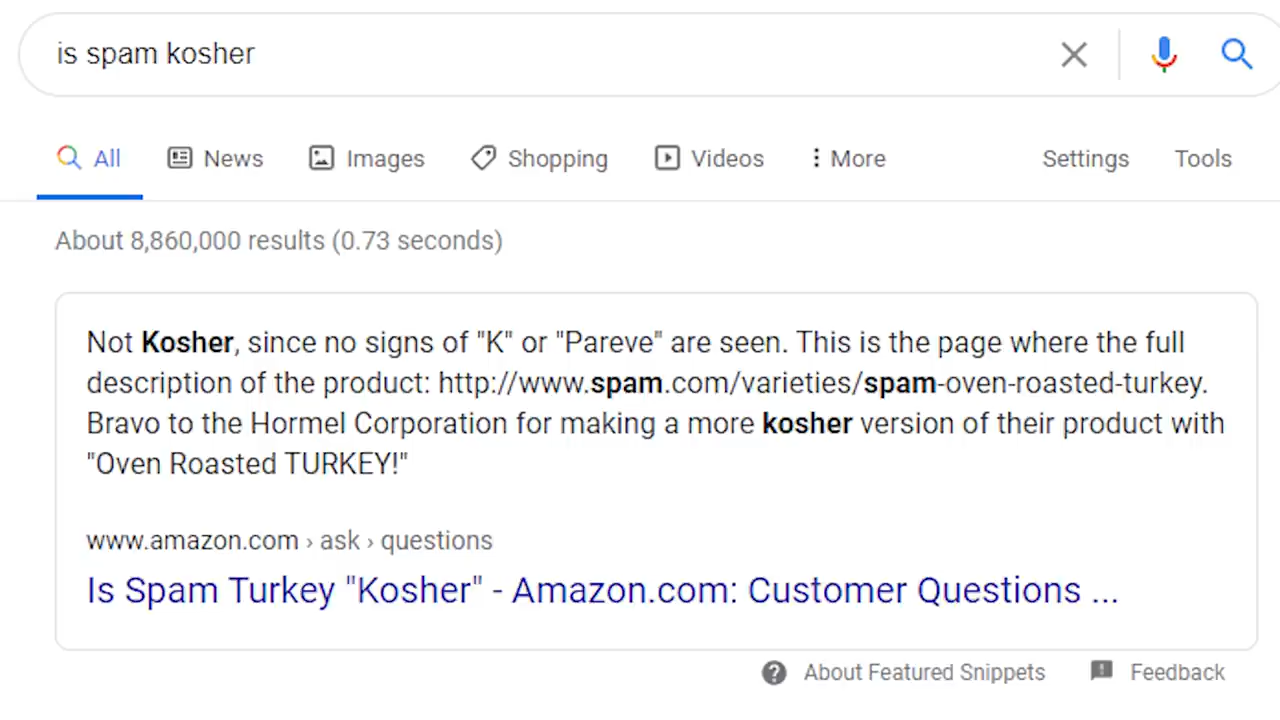 is spam kosher
All News Images Shopping Videos More Settings Tools
About 8,860,000 results (0.73 seconds)
Not Kosher, since no signs of "K" or "Pareve" are seen. This is the page where the full
description of the product: http://www.spam.com/varieties/spam-oven-roasted-turkey.
Bravo to the Hormel Corporation for making a more kosher version of their product with
"Oven Roasted TURKEY!"
www.amazon.com › ask › questions
Is Spam Turkey "Kosher" - Amazon.com: Customer Questions ...
About Featured Snippets Feedback